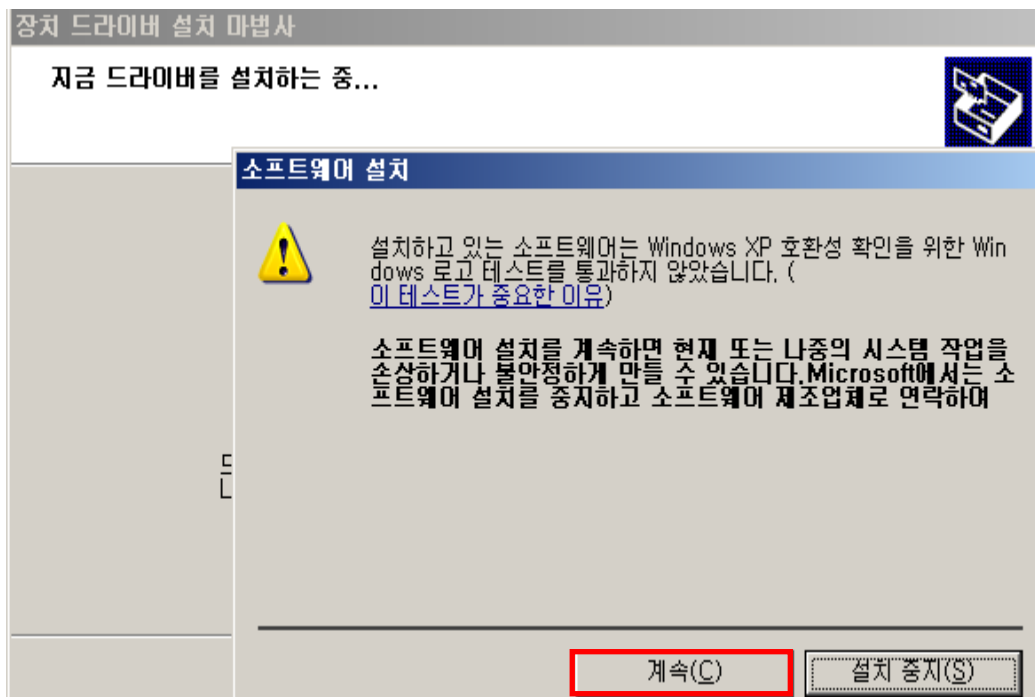 장치 드라이버 설치 마법사
지금 드라이버를 설치하는 중...
소프트웨어 설치
설치하고 있는 소프트웨어는 Windows XP 호환성 확인을 위한 Win
dows 로고 테스트를 통과하지 않았습니다. (
이 테스트가 중요한 이유)
소프트웨어 설치를 계속하면 현재 또는 나중의 시스템 작업을
손상하거나 불안정하게 만들 수 있습니다.Microsoft에서는 소
프트웨어 설치를 중지하고 소프트웨어 제조업체로 연락하여
계속(C)
설치 중지(S)